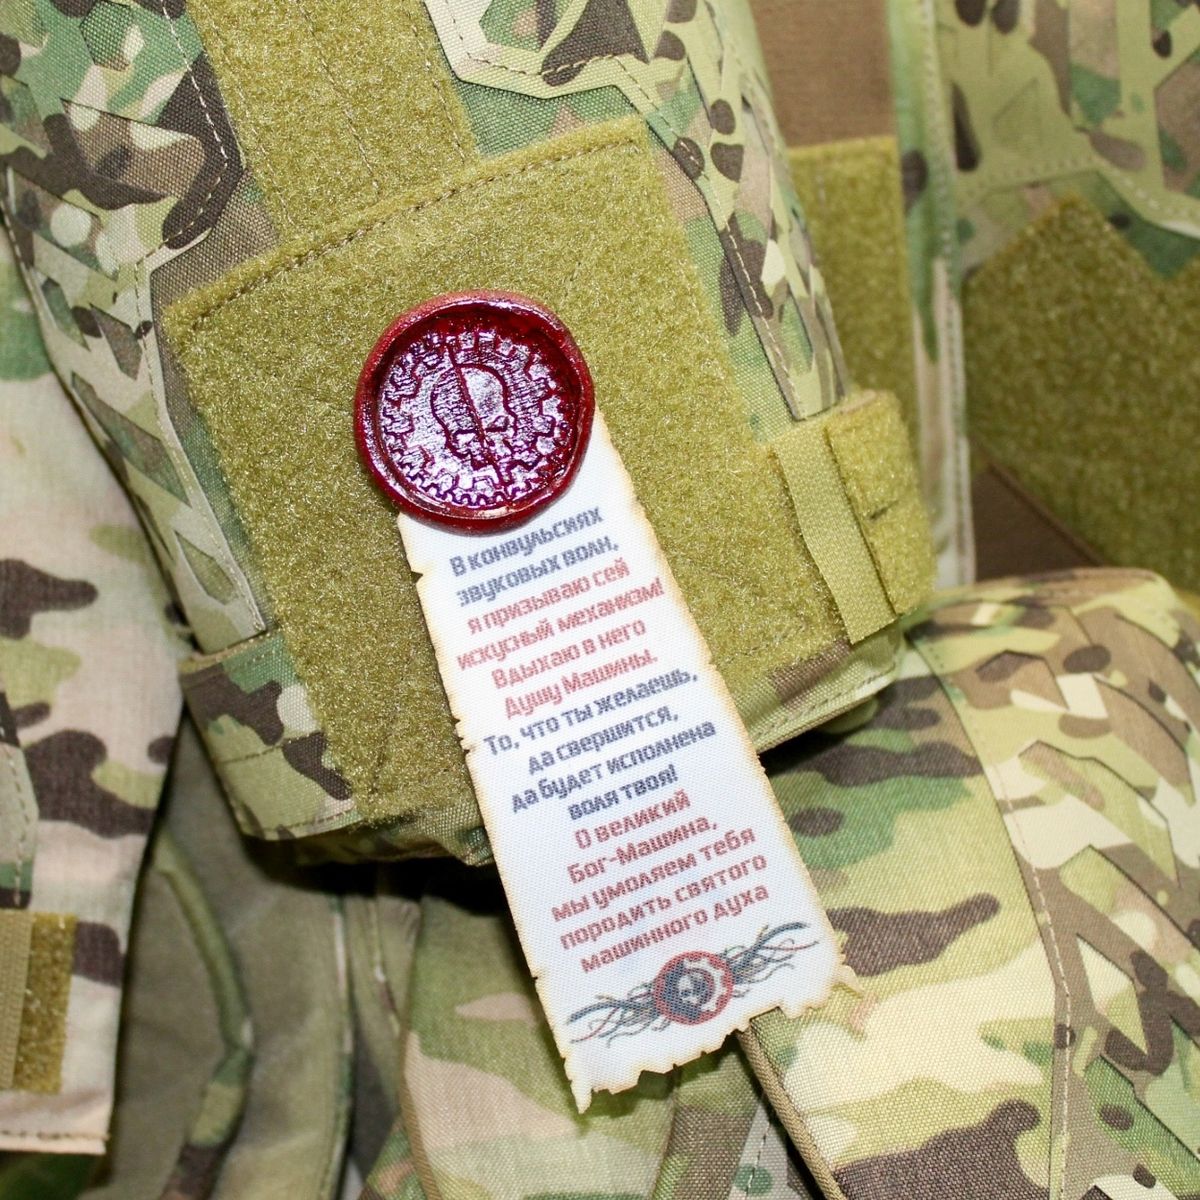 В конвульсиях
звуковых волн,
я призываю сей
искусный механизм!
Вдыхаю в него
Душу Машины.
То, что ты желаешь,
да свершится,
да будет исполнена
воля твоя!
О великий
Бог-Машина,
мы умоляем тебя
породить святого
машинного духа